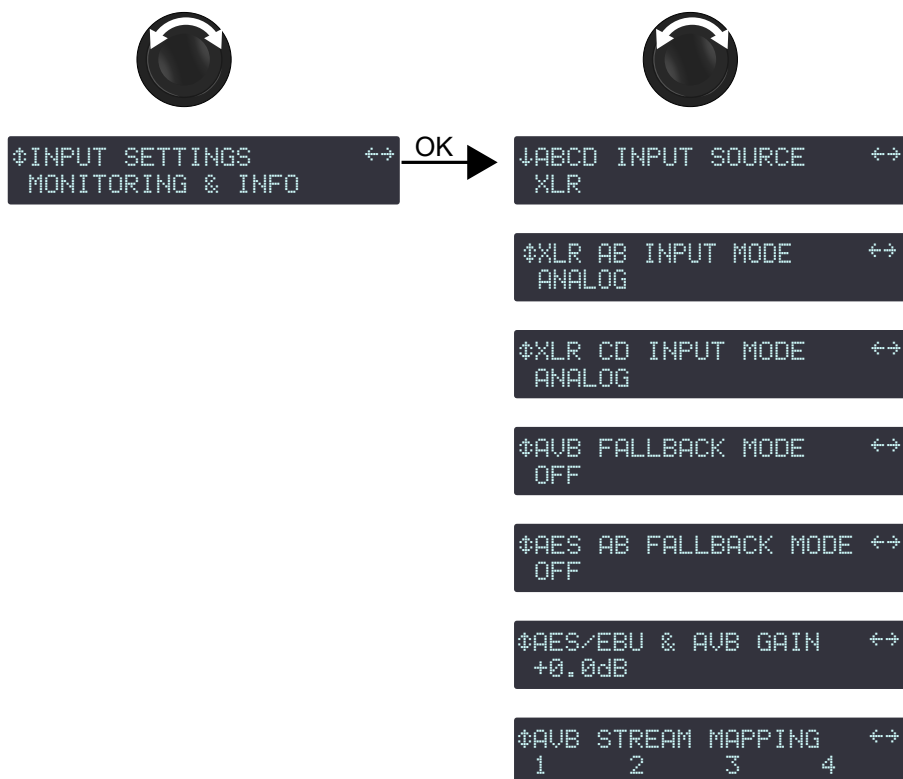 ↕INPUT SETTINGS ↔
MONITORING & INFO
OK
↓ABCD INPUT SOURCE ↔
XLR
↕XLR AB INPUT MODE ↔
ANALOG
↕XLR CD INPUT MODE ↔
ANALOG
↕AVB FALLBACK MODE ↔
OFF
↕AES AB FALLBACK MODE ↔
OFF
↕AES/EBU & AVB GAIN ↔
+0.0dB
↕AVB STREAM MAPPING ↔
1 2 3 4